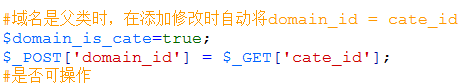 #域名是父类时，在添加修改时自动将domain_id = cate_id
$domain_is_cate=true;
$_POST['domain_id'] = $_GET['cate_id'];
#是否可操作